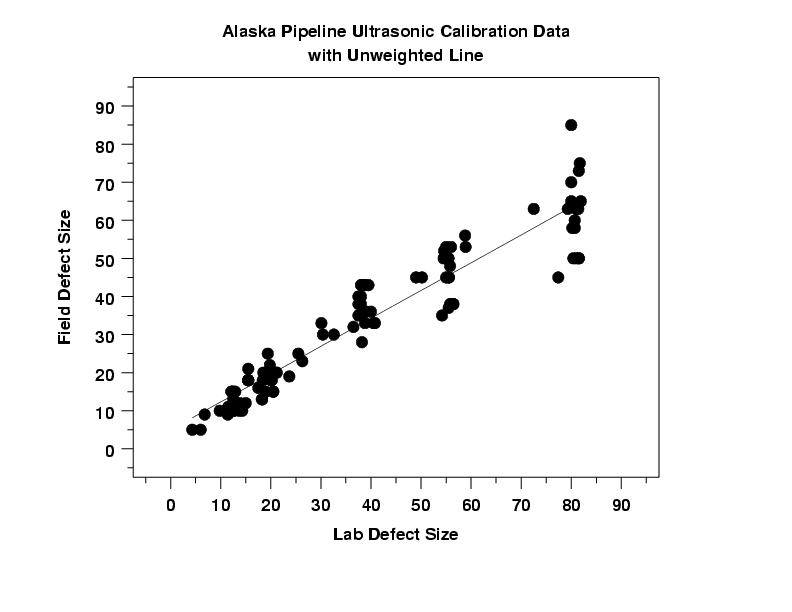 Alaska Pipeline Ultrasonic Calibration Data
with Unweighted Line
90
80
70
60
50
40
30
20
10
0
Field Defect Size
0 10 20 30 40 50 60 70 80 90
Lab Defect Size